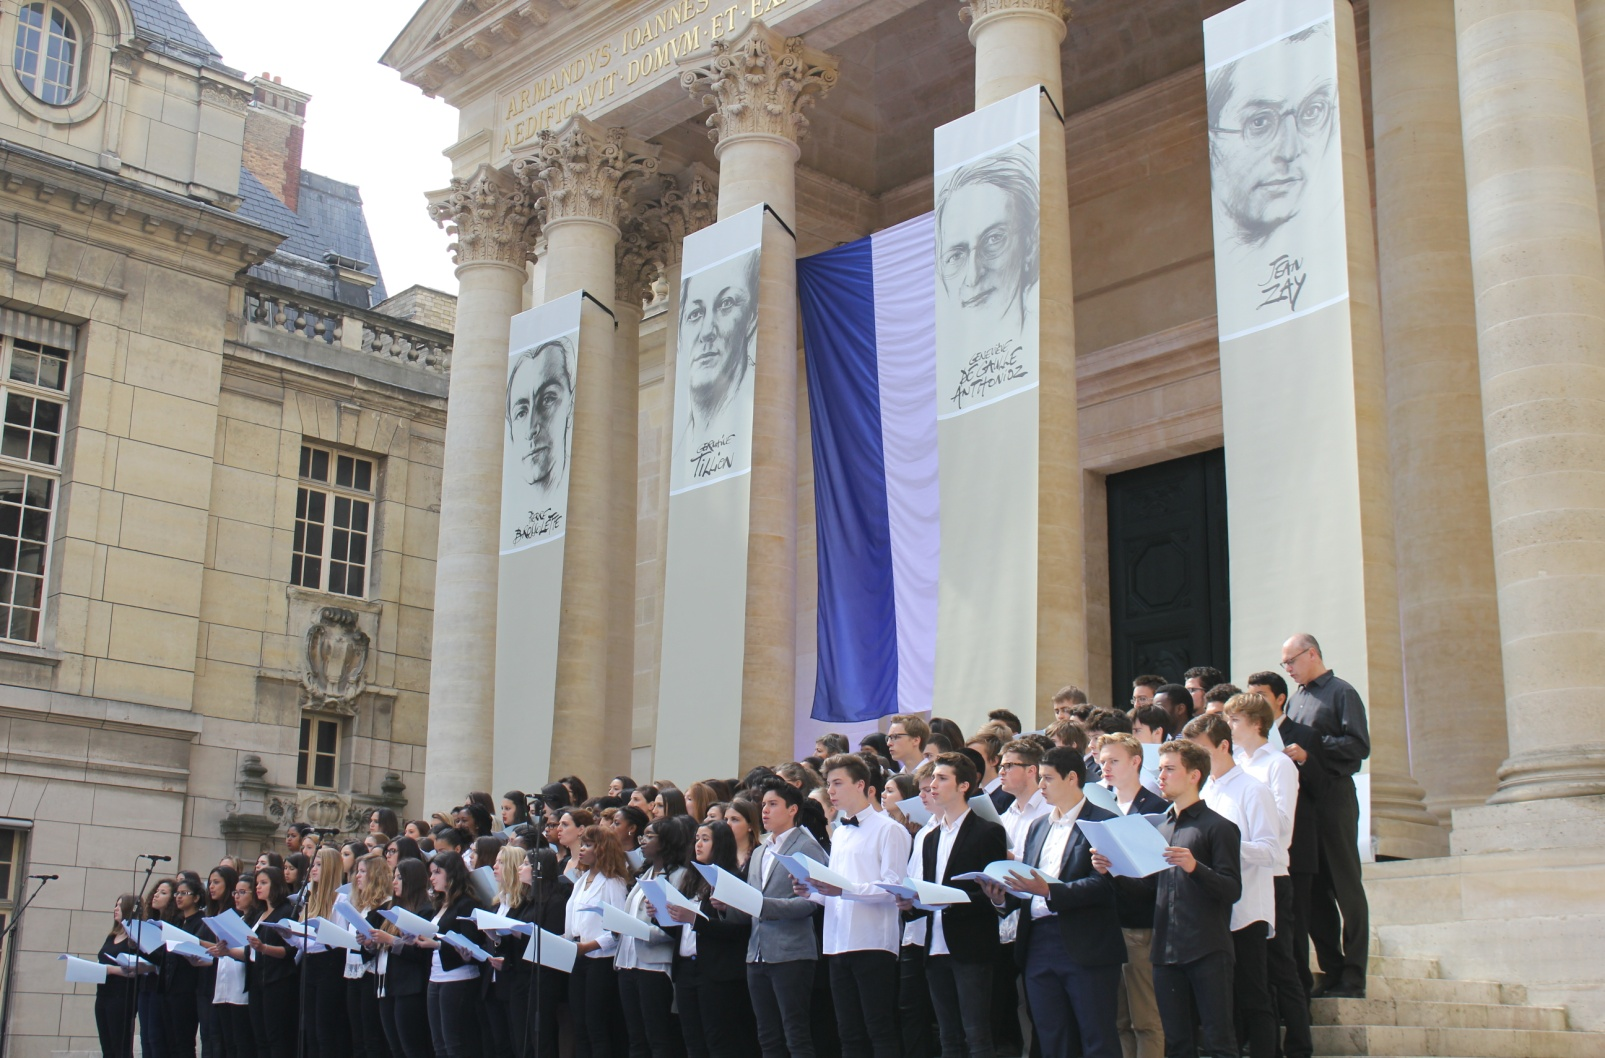 ARMANDVS · IOANNES
AEDIFICAVIT · DOMVM · ET · EX
PIERRE
BROSSOLETTE
GERMAINE
TILLION
GENEVIÈVE
DE GAULLE
ANTHONIOZ
JEAN
ZAY